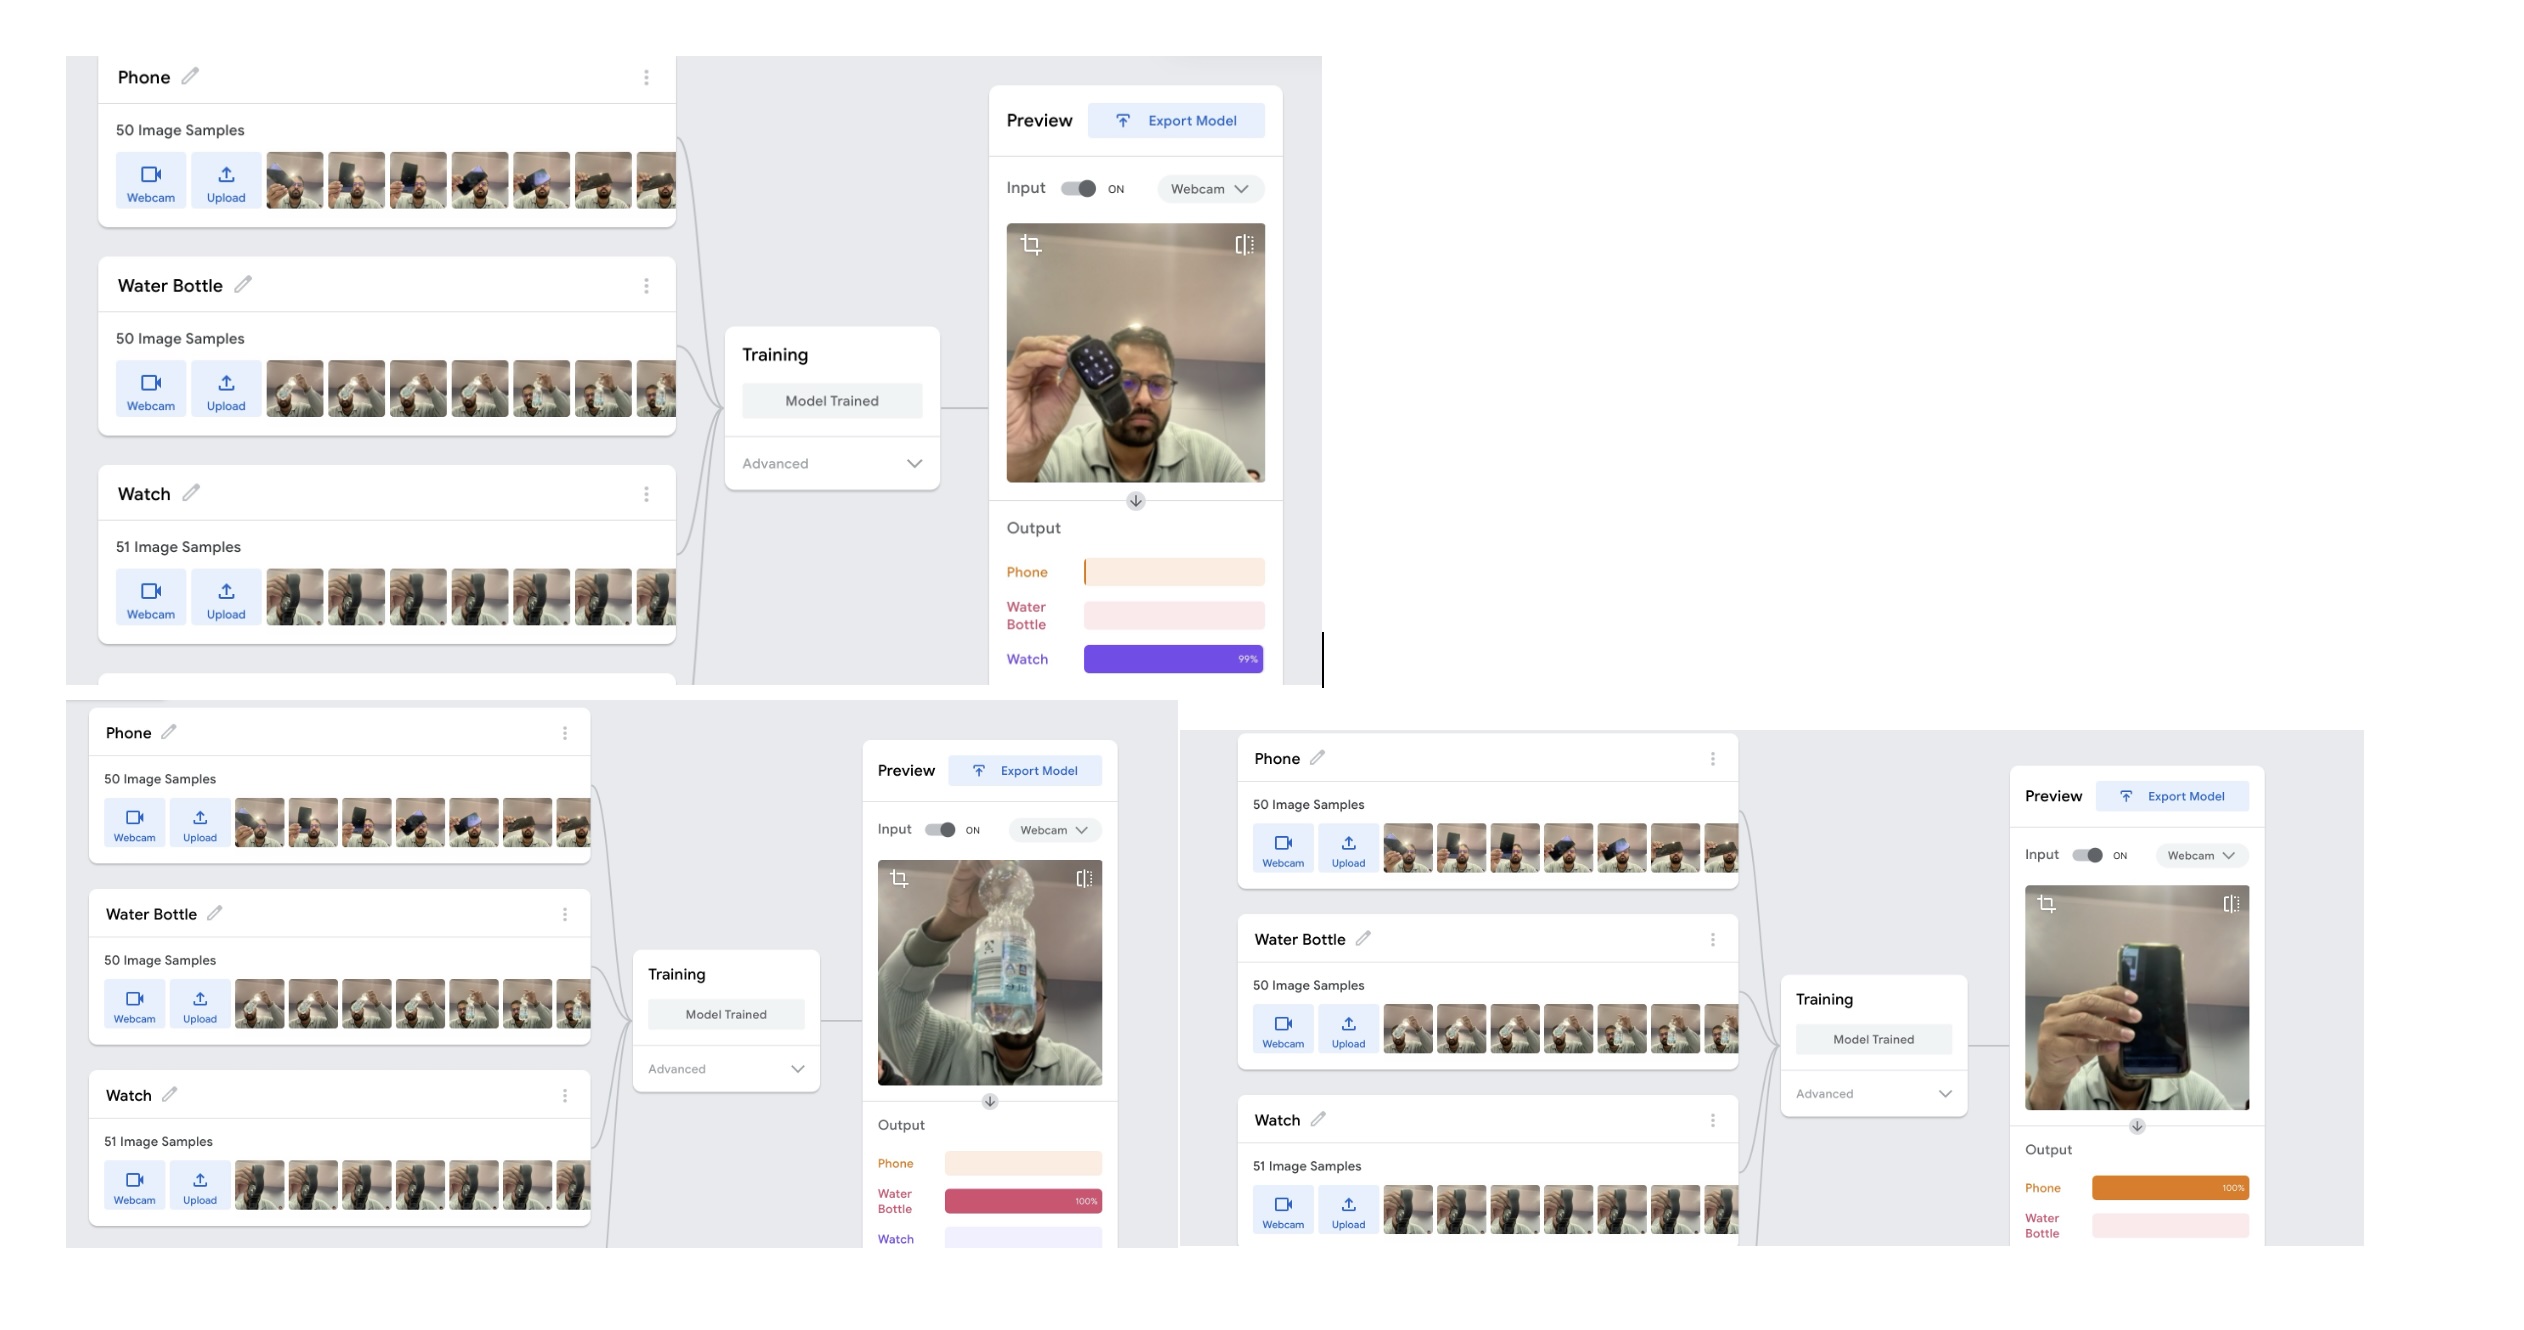 Phone
50 Image Samples
Webcam
Upload
Water Bottle
50 Image Samples
Webcam
Upload
Watch
51 Image Samples
Webcam
Upload
Training
Model Trained
Advanced
Preview
Export Model
Input
ON
Webcam
Output
Phone
Water
Bottle
Watch
99%
Phone
50 Image Samples
Webcam
Upload
Water Bottle
50 Image Samples
Webcam
Upload
Watch
51 Image Samples
Webcam
Upload
Training
Model Trained
Advanced
Preview
Export Model
Input
ON
Webcam
Output
Phone
Water
Bottle
100%
Watch
Phone
50 Image Samples
Webcam
Upload
Water Bottle
50 Image Samples
Webcam
Upload
Watch
51 Image Samples
Webcam
Upload
Training
Model Trained
Advanced
Preview
Export Model
Input
ON
Webcam
Output
Phone
100%
Water
Bottle